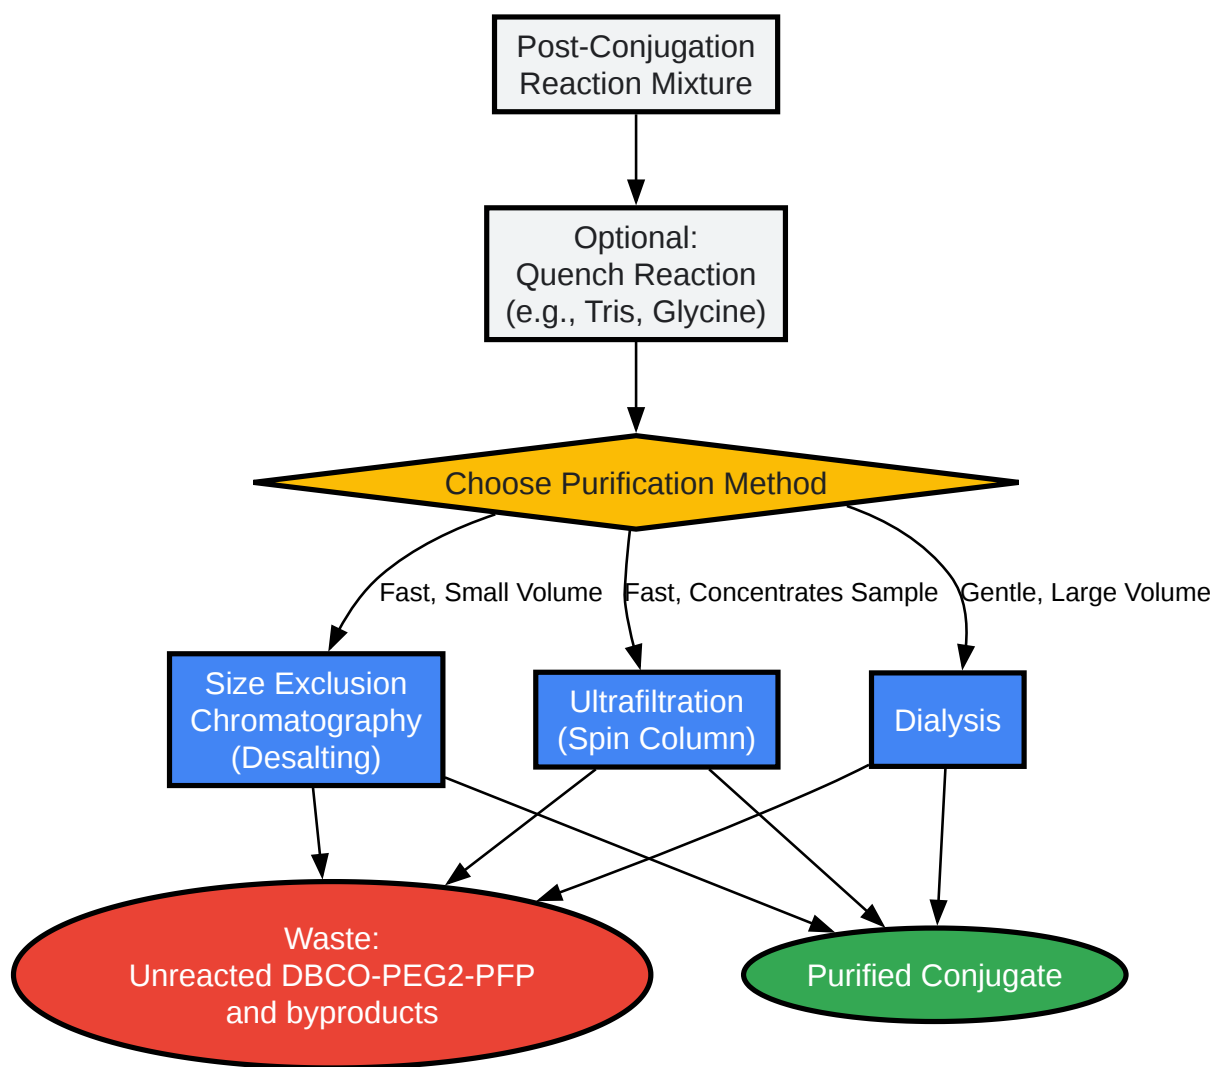 Post-Conjugation
Reaction Mixture
Optional:
Quench Reaction
(e.g., Tris, Glycine)
Choose Purification Method
Fast, Small Volume
Fast, Concentrates Sample
Gentle, Large Volume
Size Exclusion
Chromatography
(Desalting)
Ultrafiltration
(Spin Column)
Dialysis
Waste:
Unreacted DBCO-PEG2-PFP
and byproducts
Purified Conjugate